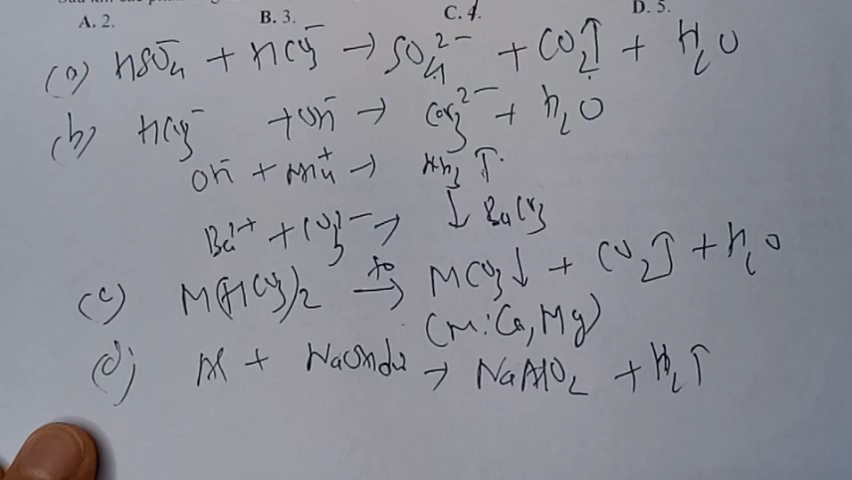 A. 2. B. 3. C. 4. D. 5.
(a) HSO₄⁻ + HCO₃⁻ → SO₄²⁻ + CO₂↑ + H₂O
(b) HCO₃⁻ + OH⁻ → CO₃²⁻ + H₂O
OH⁻ + NH₄⁺ → NH₃ ↑
Ba²⁺ + CO₃²⁻ → ↓ BaCO₃
(c) M(HCO₃)₂ →t° MCO₃↓ + CO₂↑ + H₂O
(M: Ca, Mg)
(d) Al + NaOH dư → NaAlO₂ + H₂↑